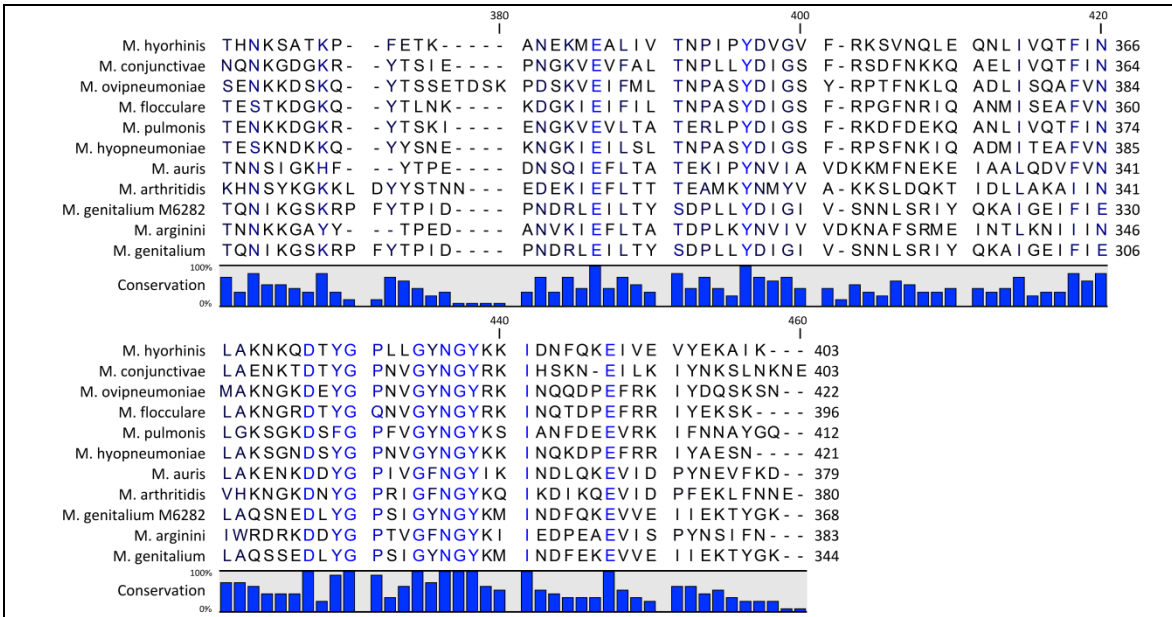 380 400 420
M. hyorhinis THNKSATKP- -FETK----- ANEKMEALIV TNPIPYDVGV F-RKSVNQLE QNLIVQTFIN 366
M. conjunctivae NQNKGDGKR- -YTSIE---- PNGKVEVFAL TNPLLYDIGS F-RSDFNKKQ AELIVQTFIN 364
M. ovipneumoniae SENKKDSKQ- -YTSSETDSK PDSKVEIFML TNPASYDIGS Y-RPTFNKLQ ADLISQAFVN 384
M. flocculare TESTKDGKQ- -YTLNK---- KDGKIEIFIL TNPASYDIGS F-RPGFNRIQ ANMISEAFVN 360
M. pulmonis TENKKDGKR- -YTSKI---- ENGKVEVLTA TERLPYDIGS F-RKDFDEKQ ANLIVQTFIN 374
M. hyopneumoniae TESKNDKKQ- -YYSNE---- KNGKIEILSL TNPASYDIGS F-RPSFNKIQ ADMITEAFVN 385
M. auris TNNSIGKHF- --YTPE---- DNSQIEFLTA TEKIPYNVIA VDKKMFNEKE IAALQDVFVN 341
M. arthritidis KHNSYKGKKL DYYSTNN--- EDEKIEFLTT TEAMKYNMYV A-KKSLDQKT IDLLAKAIIN 341
M. genitalium M6282 TQNIKGSKRP FYTPID---- PNDRLEILTY SDPLLYDIGI V-SNNLSRIY QKAIGEIFIE 330
M. arginini TNNKKGAYY- --YTPED---- ANVKIEFLTA TDPLKYNVIV VDKNAFSRME INTLKNIIIN 346
M. genitalium TQNIKGSKRP FYTPID---- PNDRLEILTY SDPLLYDIGI V-SNNLSRIY QKAIGEIFIE 306
100%
Conservation
0%
440 460
M. hyorhinis LAKNKQDTYG PLLGYNGYKK IDNFQKEIVE VYEKAIK--- 403
M. conjunctivae LAENKTDTYG PNVGYNGYRK IHSKN-EILK IYNKSLNKNE 403
M. ovipneumoniae MAKNGKDEYG PNVGYNGYRK INQQDPEFRK IYDQSKSN-- 422
M. flocculare LAKNGRDTYG QNVGYNGYRK INQTDPEFRR IYEKSK---- 396
M. pulmonis LGKSGKDSFG PFVGYNGYKS IANFDEEVRK IFNNAYGQ-- 412
M. hyopneumoniae LAKSGNDSYG PNVGYNGYKK INQKDPEFRR IYAESN---- 421
M. auris LAKENKDDYG PIVGFNGYIK INDLQKEVID PYNEVFKD-- 379
M. arthritidis VHKNGKDNYG PRIGFNGYKQ IKDIKQEVID PFEKLFNNE- 380
M. genitalium M6282 LAQSNEDLYG PSIGYNGYKM INDFQKEVVE IIEKTYGK-- 368
M. arginini IWRDRKDDYG PTVGFNGYKI IEDPEAEVIS PYNSIFN--- 383
M. genitalium LAQSSEDLYG PSIGYNGYKM INDFEKEVVE IIEKTYGK-- 344
100%
Conservation
0%